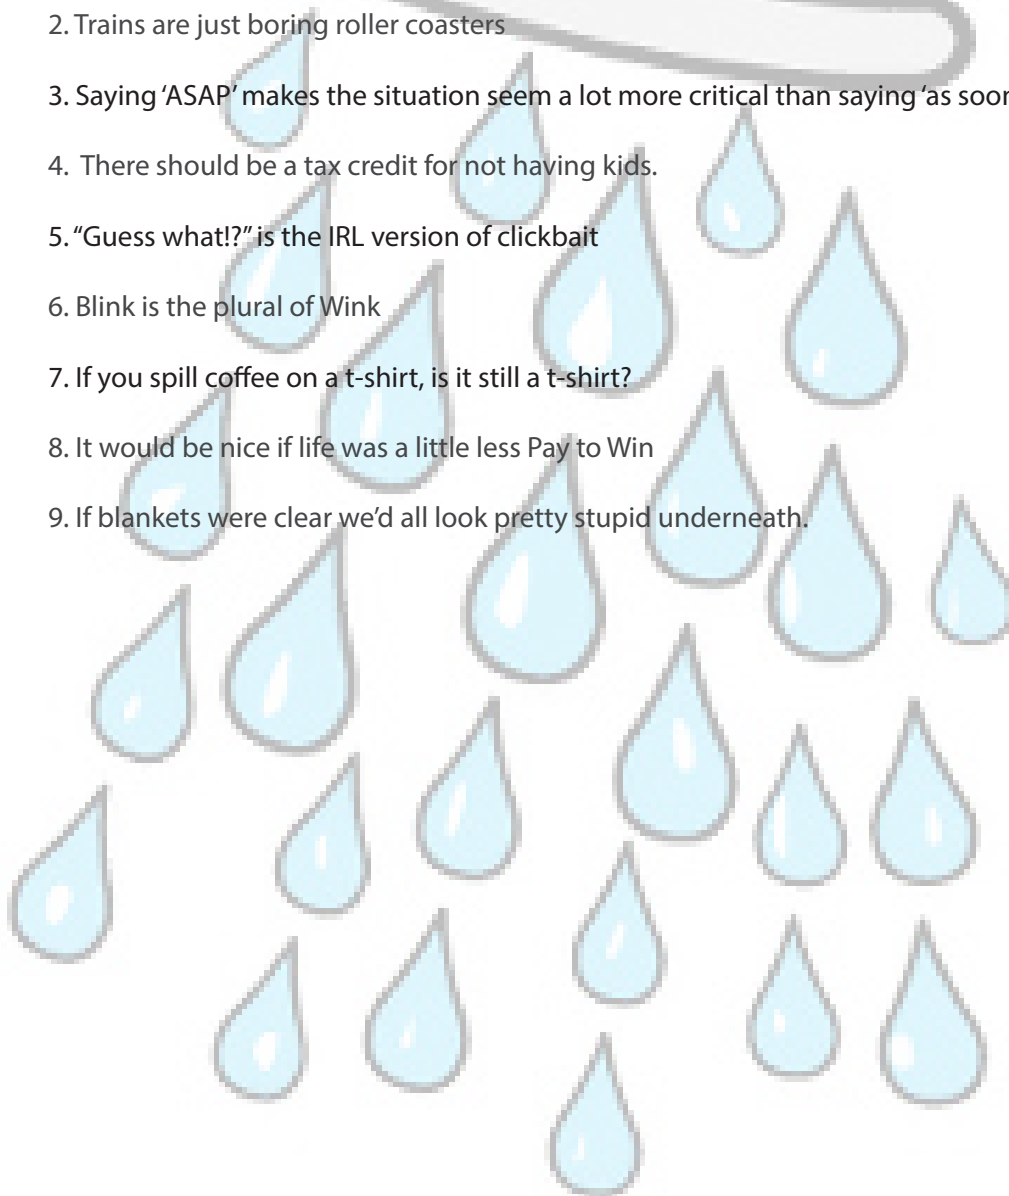 2. Trains are just boring roller coasters
3. Saying ‘ASAP’ makes the situation seem a lot more critical than saying ‘as soon
4.  There should be a tax credit for not having kids.
5. “Guess what!?” is the IRL version of clickbait
6. Blink is the plural of Wink
7. If you spill coffee on a t-shirt, is it still a t-shirt?
8. It would be nice if life was a little less Pay to Win
9. If blankets were clear we’d all look pretty stupid underneath.